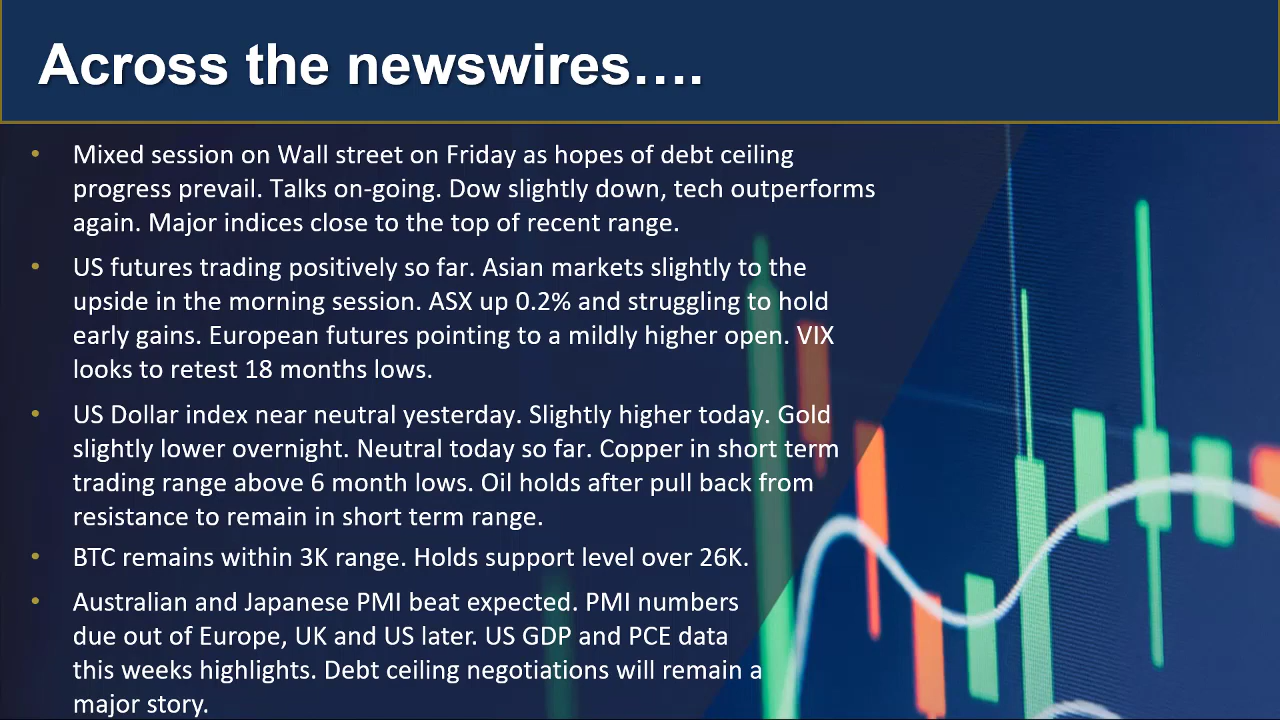 Across the newswires….
• Mixed session on Wall street on Friday as hopes of debt ceiling
progress prevail. Talks on-going. Dow slightly down, tech outperforms
again. Major indices close to the top of recent range.
• US futures trading positively so far. Asian markets slightly to the
upside in the morning session. ASX up 0.2% and struggling to hold
early gains. European futures pointing to a mildly higher open. VIX
looks to retest 18 months lows.
• US Dollar index near neutral yesterday. Slightly higher today. Gold
slightly lower overnight. Neutral today so far. Copper in short term
trading range above 6 month lows. Oil holds after pull back from
resistance to remain in short term range.
• BTC remains within 3K range. Holds support level over 26K.
• Australian and Japanese PMI beat expected. PMI numbers
due out of Europe, UK and US later. US GDP and PCE data
this weeks highlights. Debt ceiling negotiations will remain a
major story.